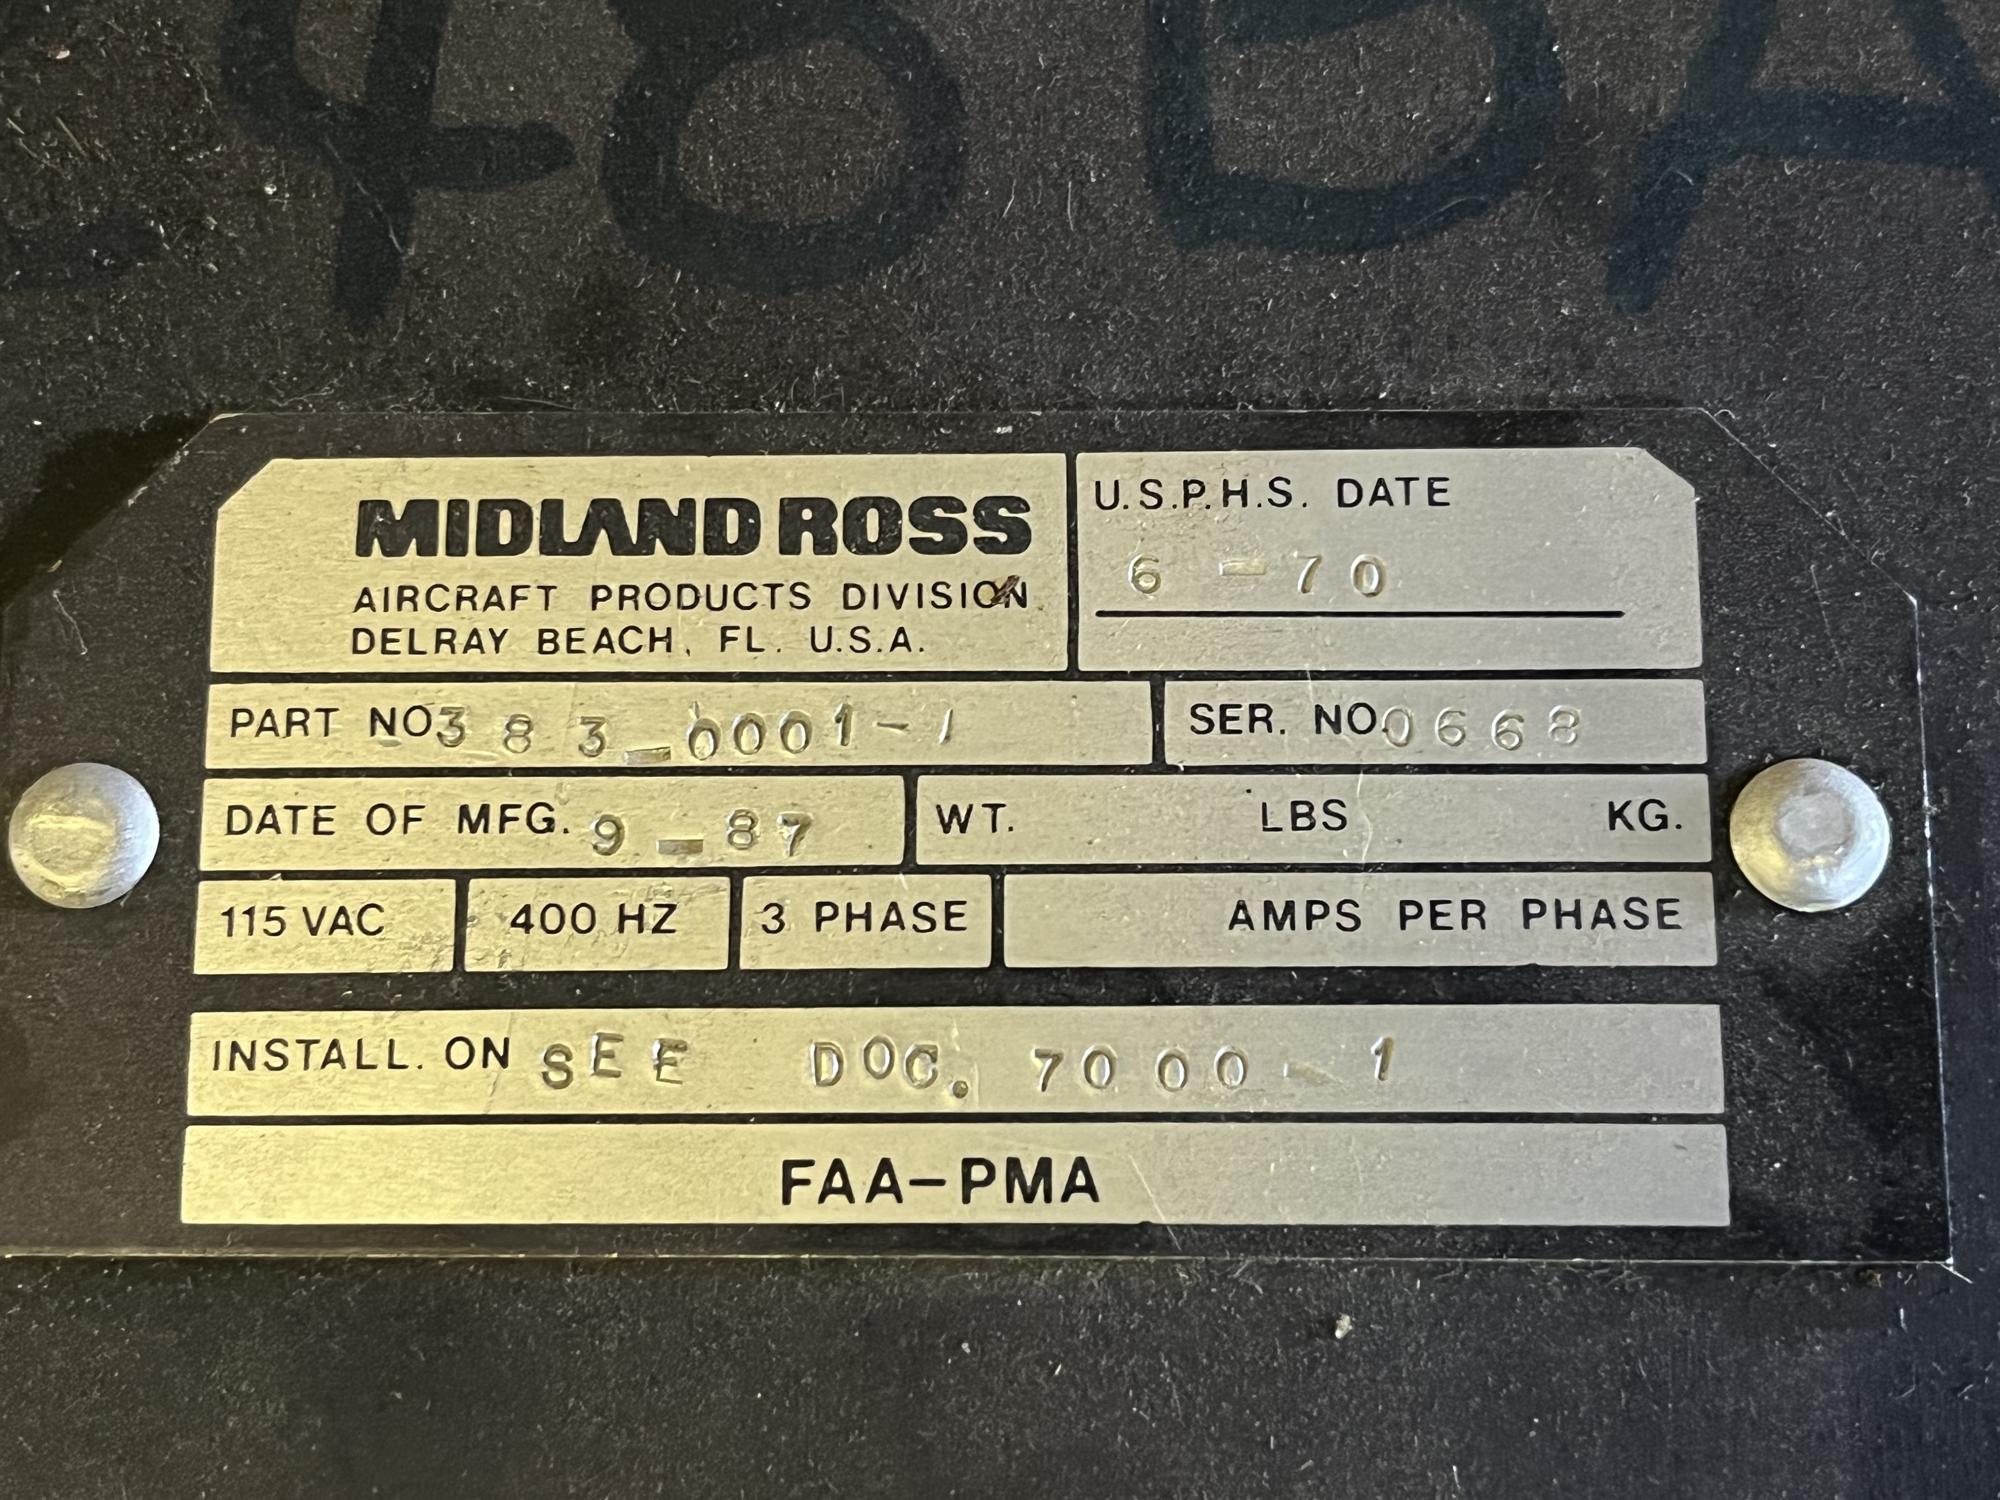 MIDLAND ROSS
AIRCRAFT PRODUCTS DIVISION
DELRAY BEACH, FL. U.S.A.
U.S.P.H.S. DATE
6-70
PART NO 383-0001-1
SER. NO. 0668
DATE OF MFG. 9-87
WT. LBS KG.
115 VAC 400 HZ 3 PHASE AMPS PER PHASE
INSTALL. ON SEE DOC. 7000-1
FAA-PMA